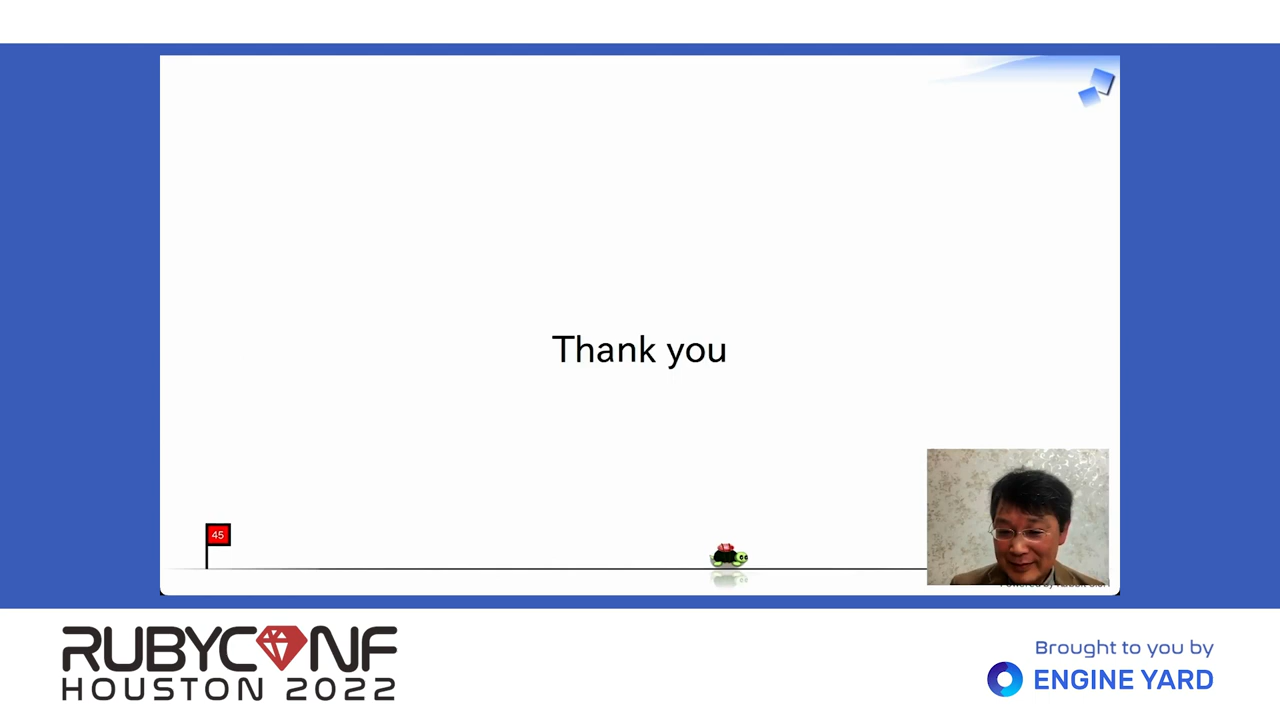 Thank you
45
RUBYCONF
HOUSTON 2022
Brought to you by
ENGINE YARD